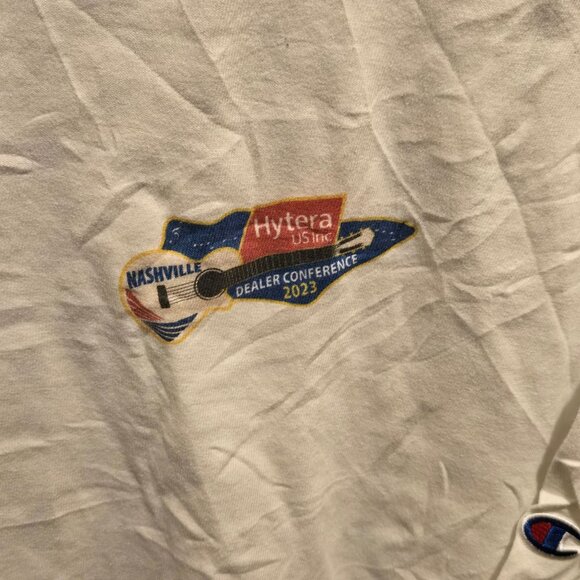 Hytera
US Inc
NASHVILLE
DEALER CONFERENCE
2023